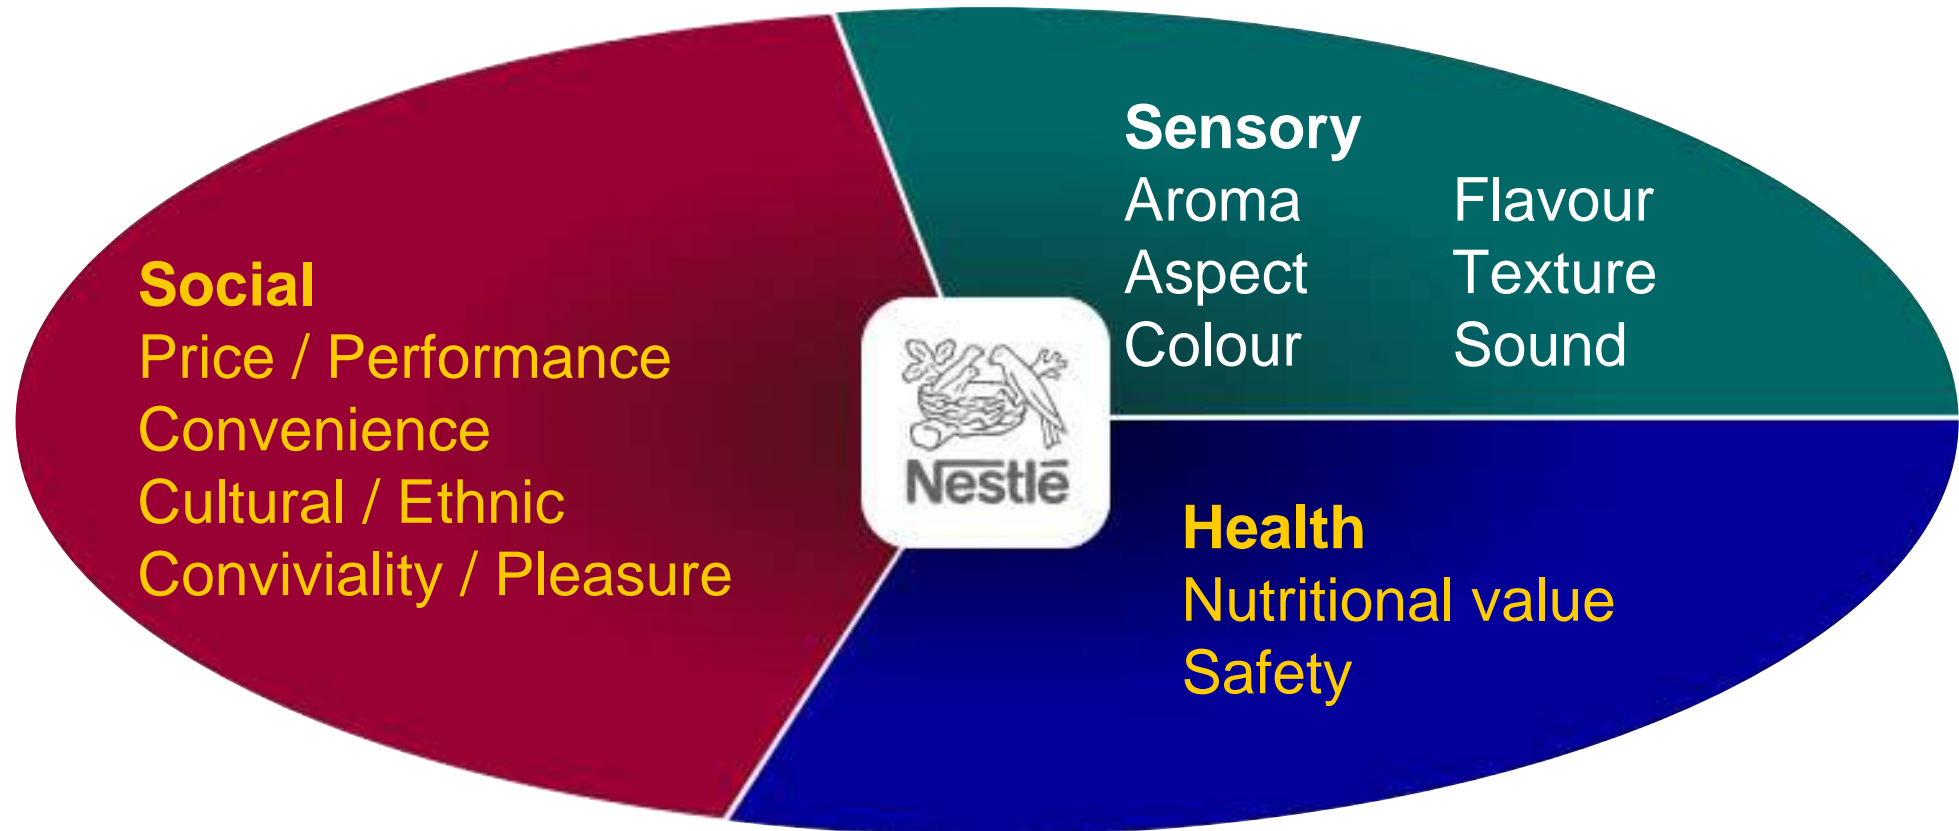 Social
Price / Performance
Convenience
Cultural / Ethnic
Conviviality / Pleasure
Nestlé
Sensory
Aroma Flavour
Aspect Texture
Colour Sound
Health
Nutritional value
Safety